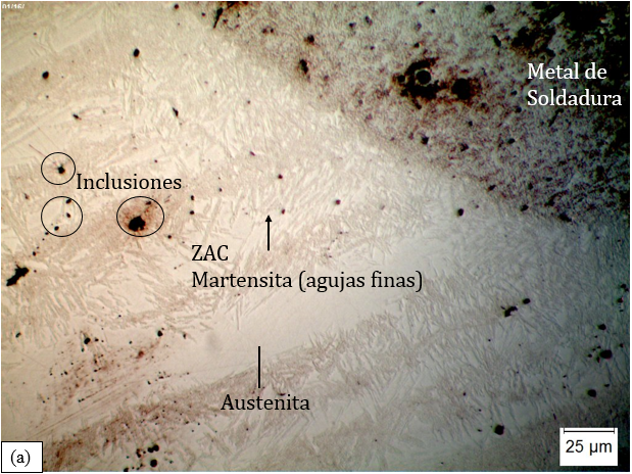 Metal de
Soldadura
Inclusiones
ZAC
Martensita (agujas finas)
Austenita
(a)
25 µm